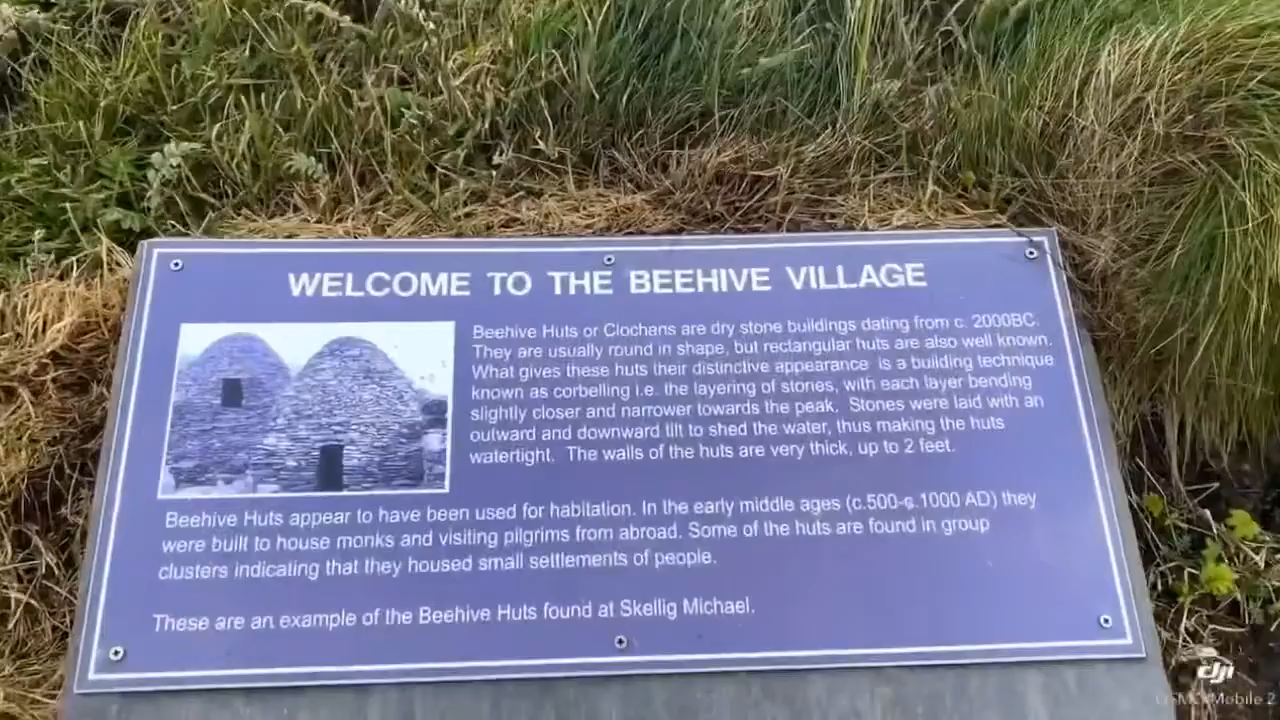 WELCOME TO THE BEEHIVE VILLAGE
Beehive Huts or Clochans are dry stone buildings dating from c. 2000BC.
They are usually round in shape, but rectangular huts are also well known.
What gives these huts their distinctive appearance is a building technique
known as corbelling i.e. the layering of stones, with each layer bending
slightly closer and narrower towards the peak. Stones were laid with an
outward and downward tilt to shed the water, thus making the huts
watertight. The walls of the huts are very thick, up to 2 feet.
Beehive Huts appear to have been used for habitation. In the early middle ages (c.500-c.1000 AD) they
were built to house monks and visiting pilgrims from abroad. Some of the huts are found in group
clusters indicating that they housed small settlements of people.
These are an example of the Beehive Huts found at Skellig Michael.
dji
Mobile 2